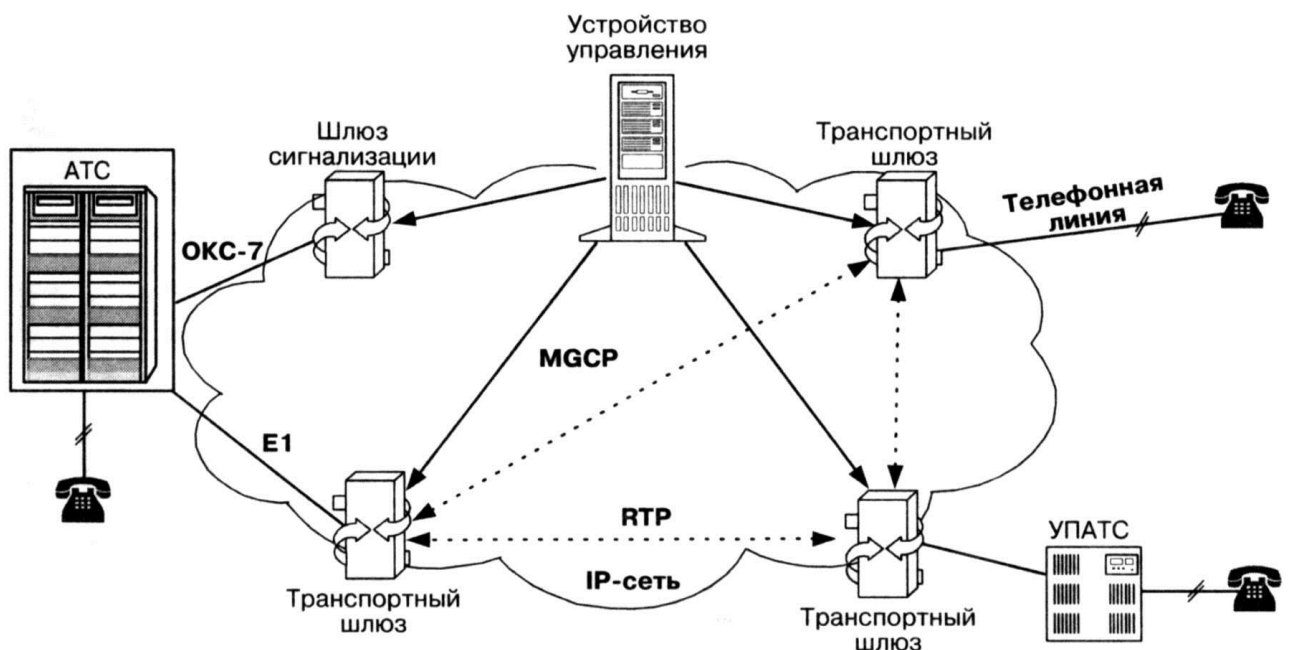 Устройство
управления
Шлюз
сигнализации
Транспортный
шлюз
АТС
Телефонная
линия
ОКС-7
MGCP
E1
RTP
УПАТС
IP-сеть
Транспортный
шлюз
Транспортный
шлюз